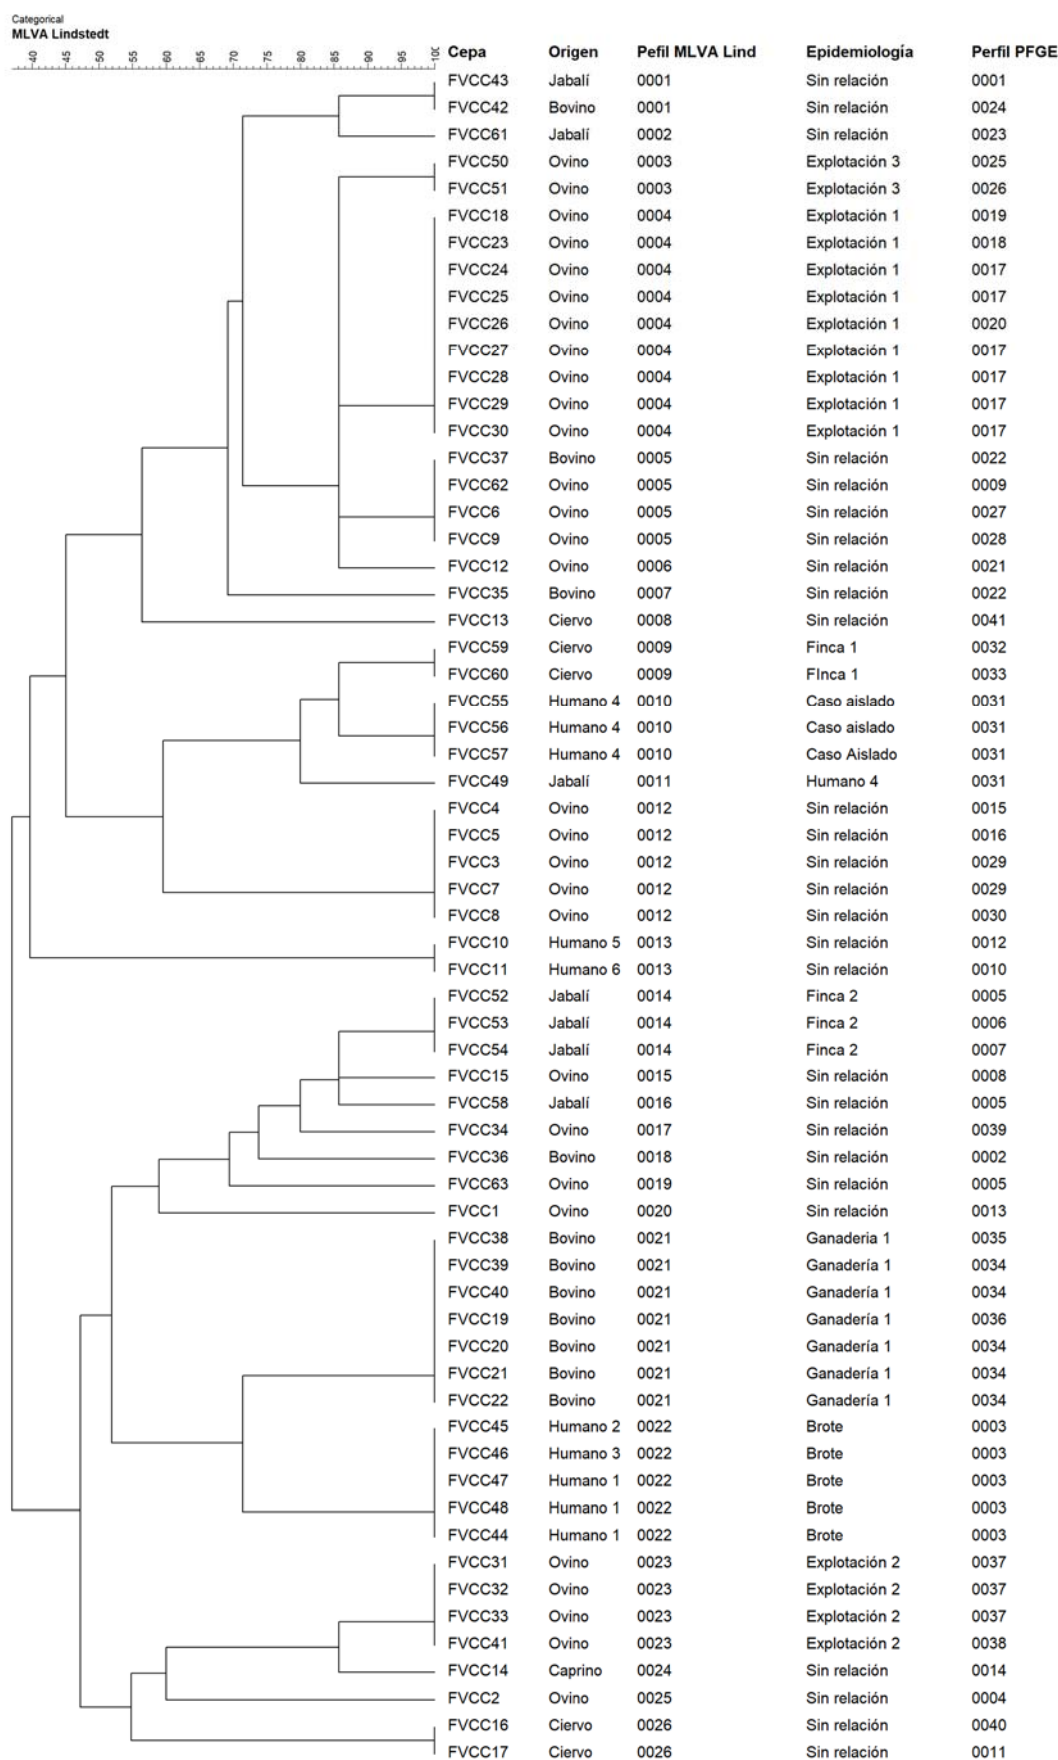 Categorical
MLVA Lindstedt
40 45 50 55 60 65 70 75 80 85 90 95 100
Cepa Origen Pefil MLVA Lind Epidemiología Perfil PFGE
FVCC43 Jabalí 0001 Sin relación 0001
FVCC42 Bovino 0001 Sin relación 0024
FVCC61 Jabalí 0002 Sin relación 0023
FVCC50 Ovino 0003 Explotación 3 0025
FVCC51 Ovino 0003 Explotación 3 0026
FVCC18 Ovino 0004 Explotación 1 0019
FVCC23 Ovino 0004 Explotación 1 0018
FVCC24 Ovino 0004 Explotación 1 0017
FVCC25 Ovino 0004 Explotación 1 0017
FVCC26 Ovino 0004 Explotación 1 0020
FVCC27 Ovino 0004 Explotación 1 0017
FVCC28 Ovino 0004 Explotación 1 0017
FVCC29 Ovino 0004 Explotación 1 0017
FVCC30 Ovino 0004 Explotación 1 0017
FVCC37 Bovino 0005 Sin relación 0022
FVCC62 Ovino 0005 Sin relación 0009
FVCC6 Ovino 0005 Sin relación 0027
FVCC9 Ovino 0005 Sin relación 0028
FVCC12 Ovino 0006 Sin relación 0021
FVCC35 Bovino 0007 Sin relación 0022
FVCC13 Ciervo 0008 Sin relación 0041
FVCC59 Ciervo 0009 Finca 1 0032
FVCC60 Ciervo 0009 FInca 1 0033
FVCC55 Humano 4 0010 Caso aislado 0031
FVCC56 Humano 4 0010 Caso aislado 0031
FVCC57 Humano 4 0010 Caso Aislado 0031
FVCC49 Jabalí 0011 Humano 4 0031
FVCC4 Ovino 0012 Sin relación 0015
FVCC5 Ovino 0012 Sin relación 0016
FVCC3 Ovino 0012 Sin relación 0029
FVCC7 Ovino 0012 Sin relación 0029
FVCC8 Ovino 0012 Sin relación 0030
FVCC10 Humano 5 0013 Sin relación 0012
FVCC11 Humano 6 0013 Sin relación 0010
FVCC52 Jabalí 0014 Finca 2 0005
FVCC53 Jabalí 0014 Finca 2 0006
FVCC54 Jabalí 0014 Finca 2 0007
FVCC15 Ovino 0015 Sin relación 0008
FVCC58 Jabalí 0016 Sin relación 0005
FVCC34 Ovino 0017 Sin relación 0039
FVCC36 Bovino 0018 Sin relación 0002
FVCC63 Ovino 0019 Sin relación 0005
FVCC1 Ovino 0020 Sin relación 0013
FVCC38 Bovino 0021 Ganaderia 1 0035
FVCC39 Bovino 0021 Ganadería 1 0034
FVCC40 Bovino 0021 Ganadería 1 0034
FVCC19 Bovino 0021 Ganadería 1 0036
FVCC20 Bovino 0021 Ganadería 1 0034
FVCC21 Bovino 0021 Ganadería 1 0034
FVCC22 Bovino 0021 Ganadería 1 0034
FVCC45 Humano 2 0022 Brote 0003
FVCC46 Humano 3 0022 Brote 0003
FVCC47 Humano 1 0022 Brote 0003
FVCC48 Humano 1 0022 Brote 0003
FVCC44 Humano 1 0022 Brote 0003
FVCC31 Ovino 0023 Explotación 2 0037
FVCC32 Ovino 0023 Explotación 2 0037
FVCC33 Ovino 0023 Explotación 2 0037
FVCC41 Ovino 0023 Explotación 2 0038
FVCC14 Caprino 0024 Sin relación 0014
FVCC2 Ovino 0025 Sin relación 0004
FVCC16 Ciervo 0026 Sin relación 0040
FVCC17 Ciervo 0026 Sin relación 0011